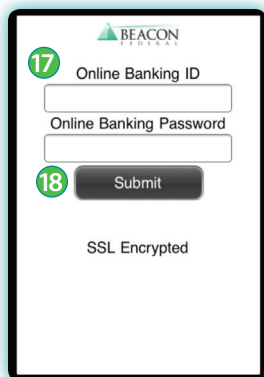 BEACON
FEDERAL
17
Online Banking ID
Online Banking Password
18
Submit
SSL Encrypted